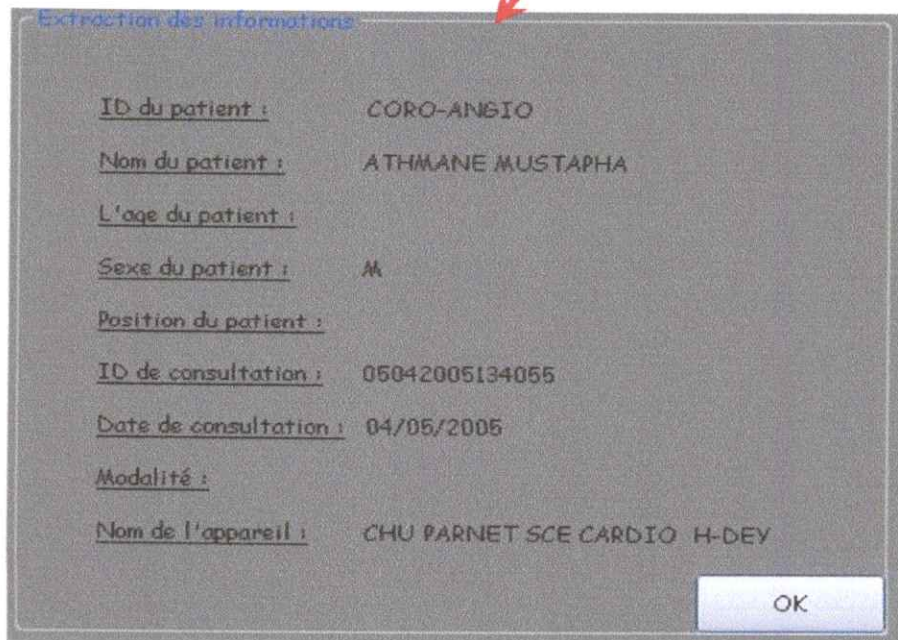 Extraction des informations
ID du patient : CORO-ANGIO
Nom du patient : ATHMANE MUSTAPHA
L'age du patient :
Sexe du patient : M
Position du patient :
ID de consultation : 05042005134055
Date de consultation : 04/05/2005
Modalité :
Nom de l'appareil : CHU PARNET SCE CARDIO H-DEY
OK